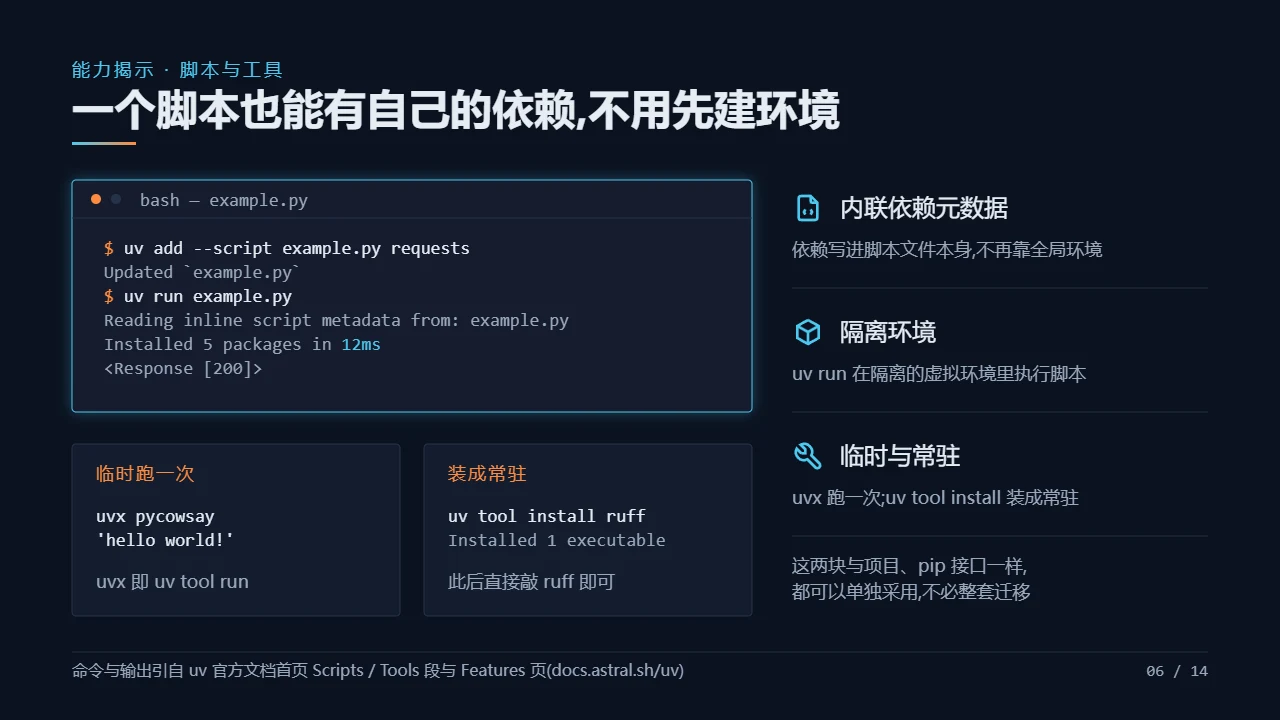 能力揭示 · 脚本与工具
一个脚本也能有自己的依赖,不用先建环境
bash — example.py
$ uv add --script example.py requests
Updated `example.py`
$ uv run example.py
Reading inline script metadata from: example.py
Installed 5 packages in 12ms
<Response [200]>
临时跑一次
uvx pycowsay
'hello world!'
uvx 即 uv tool run
装成常驻
uv tool install ruff
Installed 1 executable
此后直接敲 ruff 即可
内联依赖元数据
依赖写进脚本文件本身,不再靠全局环境
隔离环境
uv run 在隔离的虚拟环境里执行脚本
临时与常驻
uvx 跑一次;uv tool install 装成常驻
这两块与项目、pip 接口一样,
都可以单独采用,不必整套迁移
命令与输出引自 uv 官方文档首页 Scripts / Tools 段与 Features 页(docs.astral.sh/uv)
06 / 14